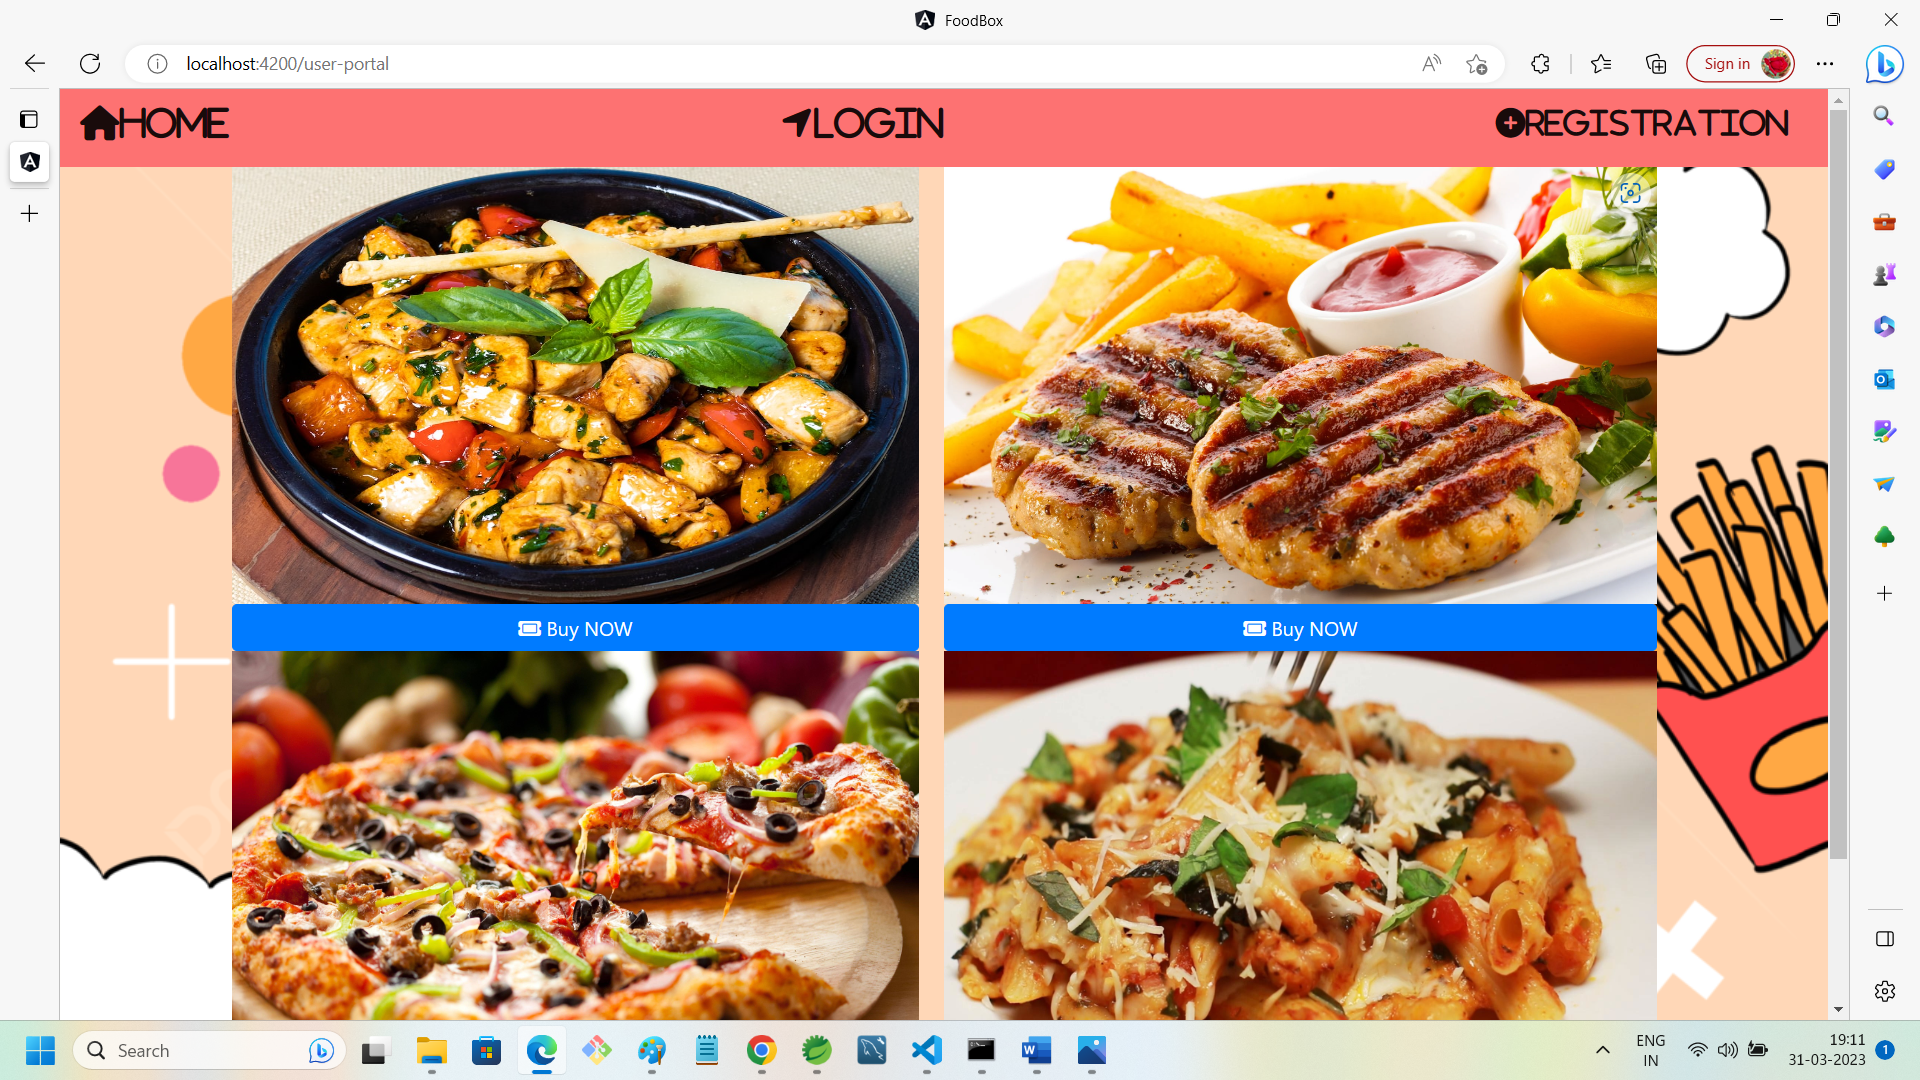 FoodBox
localhost:4200/user-portal
Sign in
HOME
LOGIN
REGISTRATION
Buy NOW
Buy NOW
Search
ENG
IN
19:11
31-03-2023
1